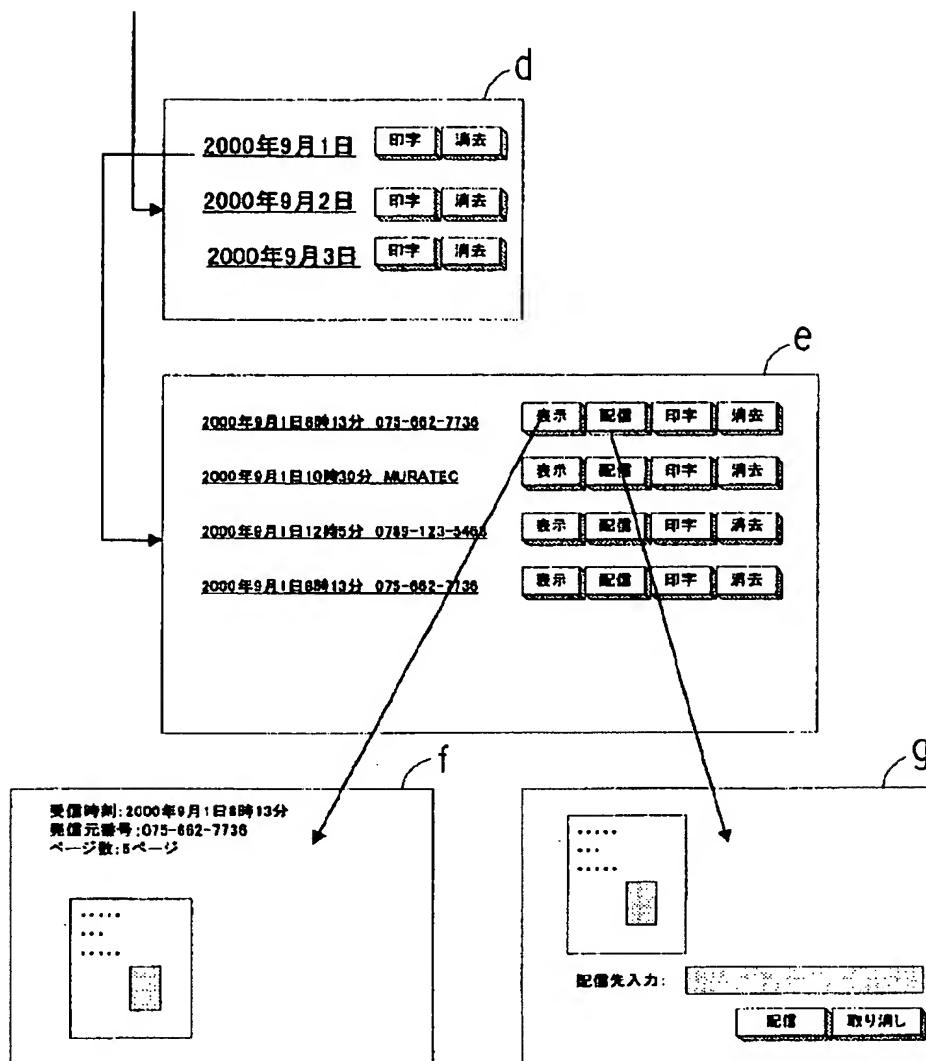 d
2000年9月1日 印字 消去
2000年9月2日 印字 消去
2000年9月3日 印字 消去
e
2000年9月1日8時13分 075-662-7736 表示 配信 印字 消去
2000年9月1日10時30分 MURATEC 表示 配信 印字 消去
2000年9月1日12時5分 0789-123-5463 表示 配信 印字 消去
2000年9月1日8時13分 075-662-7736 表示 配信 印字 消去
f
受信時刻:2000年9月1日8時13分
発信元番号:075-662-7736
ページ数:5ページ
g
配信先入力:
配信 取り消し